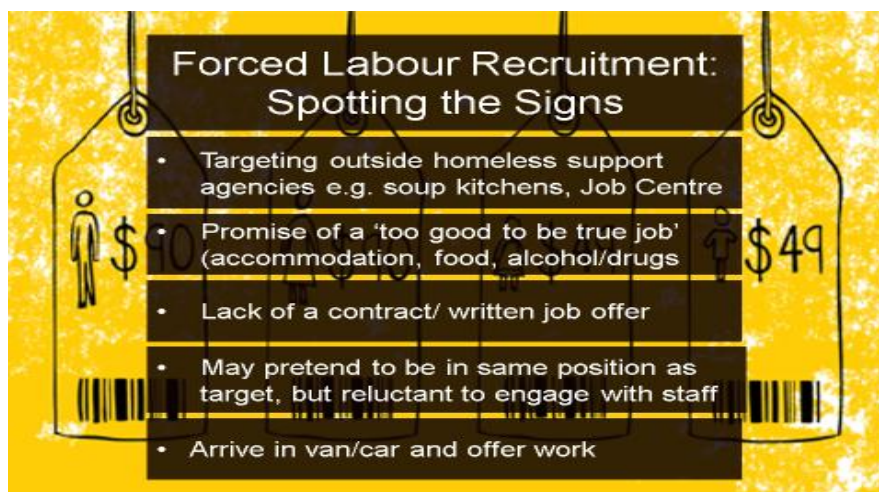 Forced Labour Recruitment:
Spotting the Signs
• Targeting outside homeless support
agencies e.g. soup kitchens, Job Centre
• Promise of a ‘too good to be true job’
(accommodation, food, alcohol/drugs
• Lack of a contract/ written job offer
• May pretend to be in same position as
target, but reluctant to engage with staff
• Arrive in van/car and offer work
$90
$49